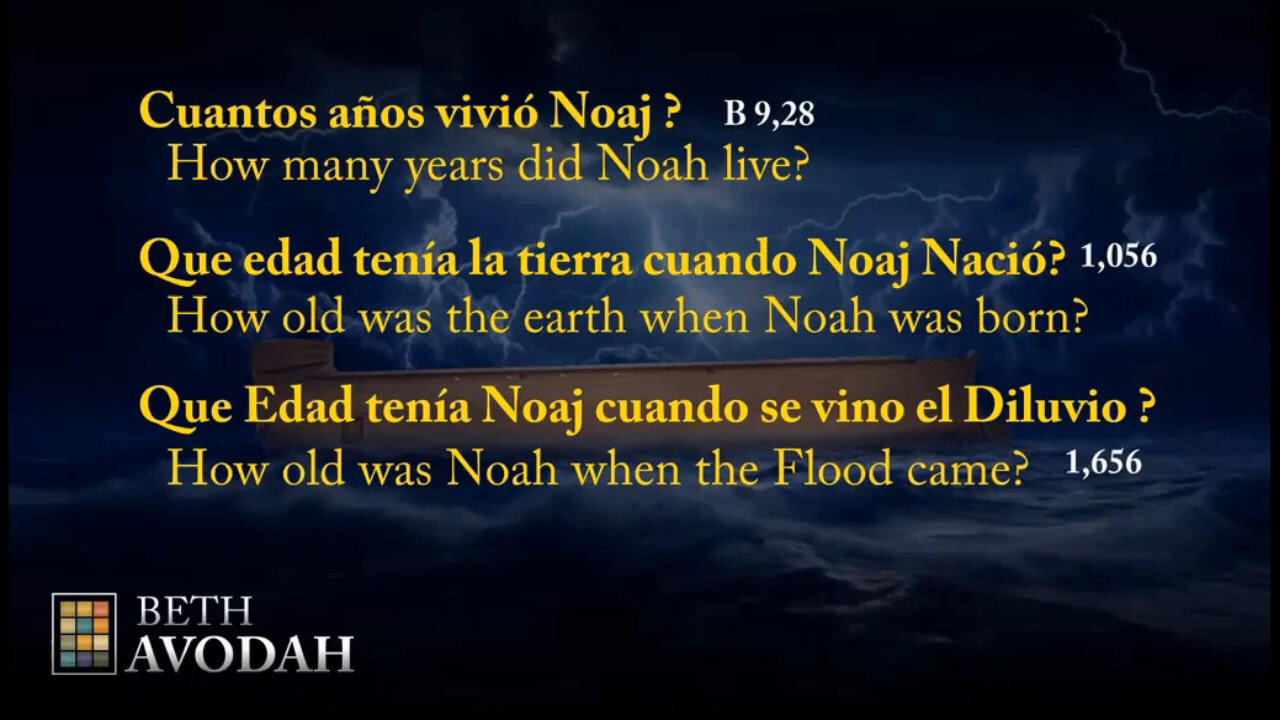 Cuantos años vivió Noaj ? B 9,28
How many years did Noah live?
Que edad tenía la tierra cuando Noaj Nació? 1,056
How old was the earth when Noah was born?
Que Edad tenía Noaj cuando se vino el Diluvio ?
How old was Noah when the Flood came? 1,656
BETH
AVODAH